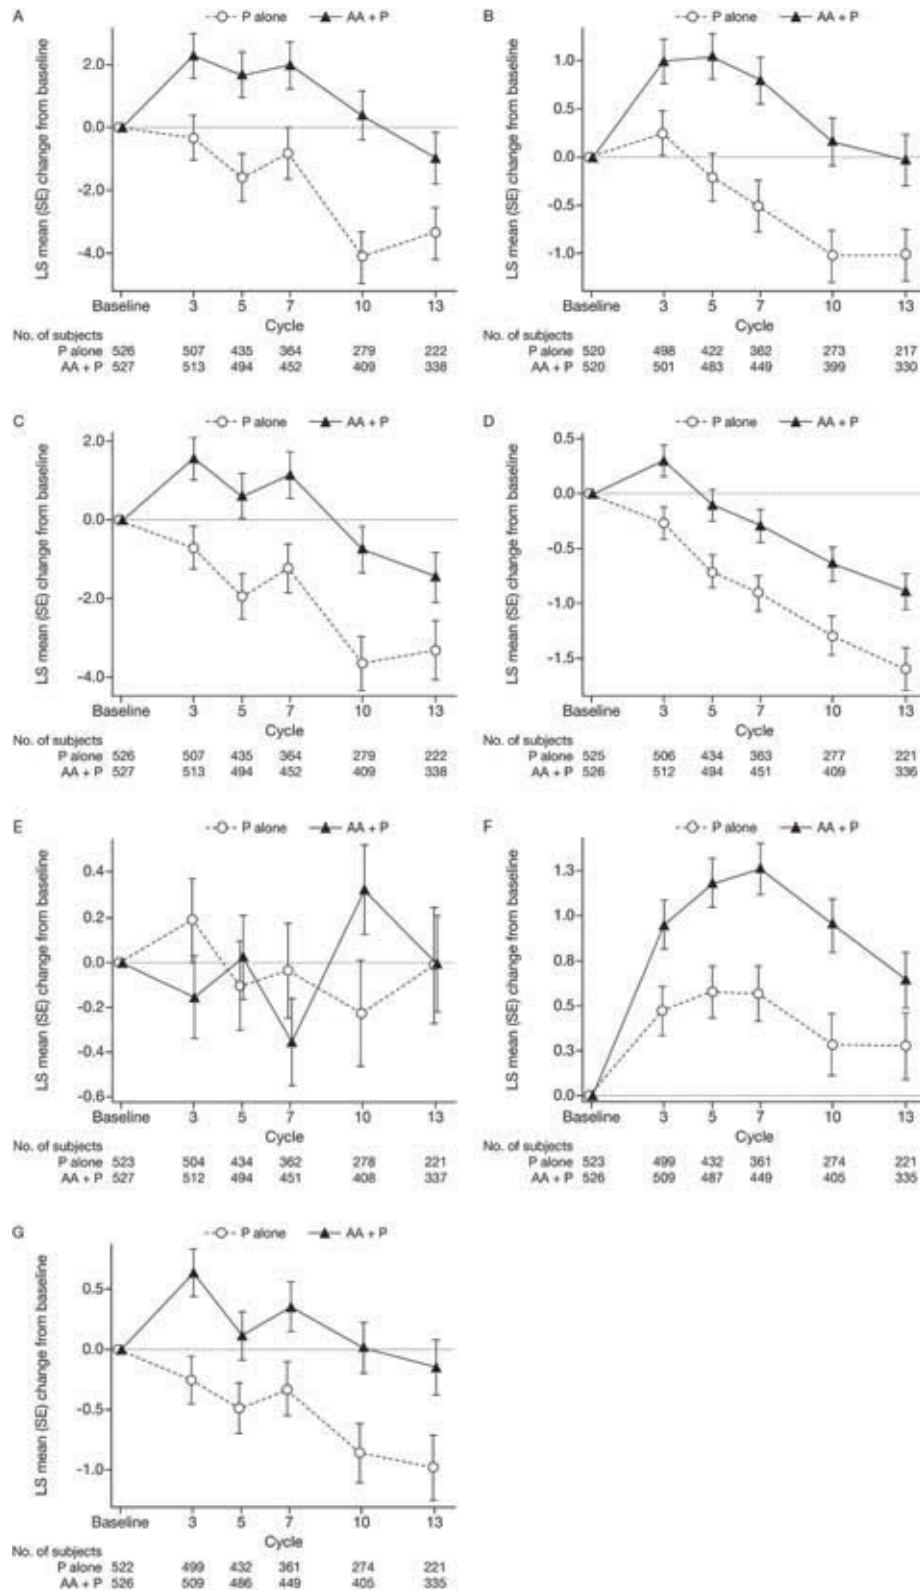 A
P alone AA + P
LS mean (SE) change from baseline
2.0
0.0
-2.0
-4.0
Baseline 3 5 7 10 13
Cycle
No. of subjects
P alone 526 507 435 364 279 222
AA + P 527 513 494 452 409 338
B
P alone AA + P
LS mean (SE) change from baseline
1.0
0.5
0.0
-0.5
-1.0
Baseline 3 5 7 10 13
Cycle
No. of subjects
P alone 520 498 422 362 273 217
AA + P 520 501 483 449 399 330
C
P alone AA + P
LS mean (SE) change from baseline
2.0
0.0
-2.0
-4.0
Baseline 3 5 7 10 13
Cycle
No. of subjects
P alone 526 507 435 364 279 222
AA + P 527 513 494 452 409 338
D
P alone AA + P
LS mean (SE) change from baseline
0.5
0.0
-0.5
-1.0
-1.5
Baseline 3 5 7 10 13
Cycle
No. of subjects
P alone 525 506 434 363 277 221
AA + P 526 512 494 451 409 336
E
P alone AA + P
LS mean (SE) change from baseline
0.4
0.2
0.0
-0.2
-0.4
-0.6
Baseline 3 5 7 10 13
Cycle
No. of subjects
P alone 523 504 434 362 278 221
AA + P 527 512 494 451 408 337
F
P alone AA + P
LS mean (SE) change from baseline
1.3
1.0
0.8
0.5
0.3
0.0
Baseline 3 5 7 10 13
Cycle
No. of subjects
P alone 523 499 432 361 274 221
AA + P 526 509 487 449 405 335
G
P alone AA + P
LS mean (SE) change from baseline
0.5
0.0
-0.5
-1.0
Baseline 3 5 7 10 13
Cycle
No. of subjects
P alone 522 499 432 361 274 221
AA + P 526 509 486 449 405 335